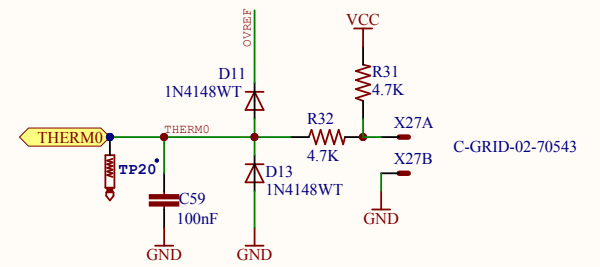 OVREF
VCC
D11
1N4148WT
R31
4.7K
R32
4.7K
X27A
C-GRID-02-70543
THERM0
THERM0
TP20
X27B
D13
1N4148WT
C59
100nF
GND
GND
GND